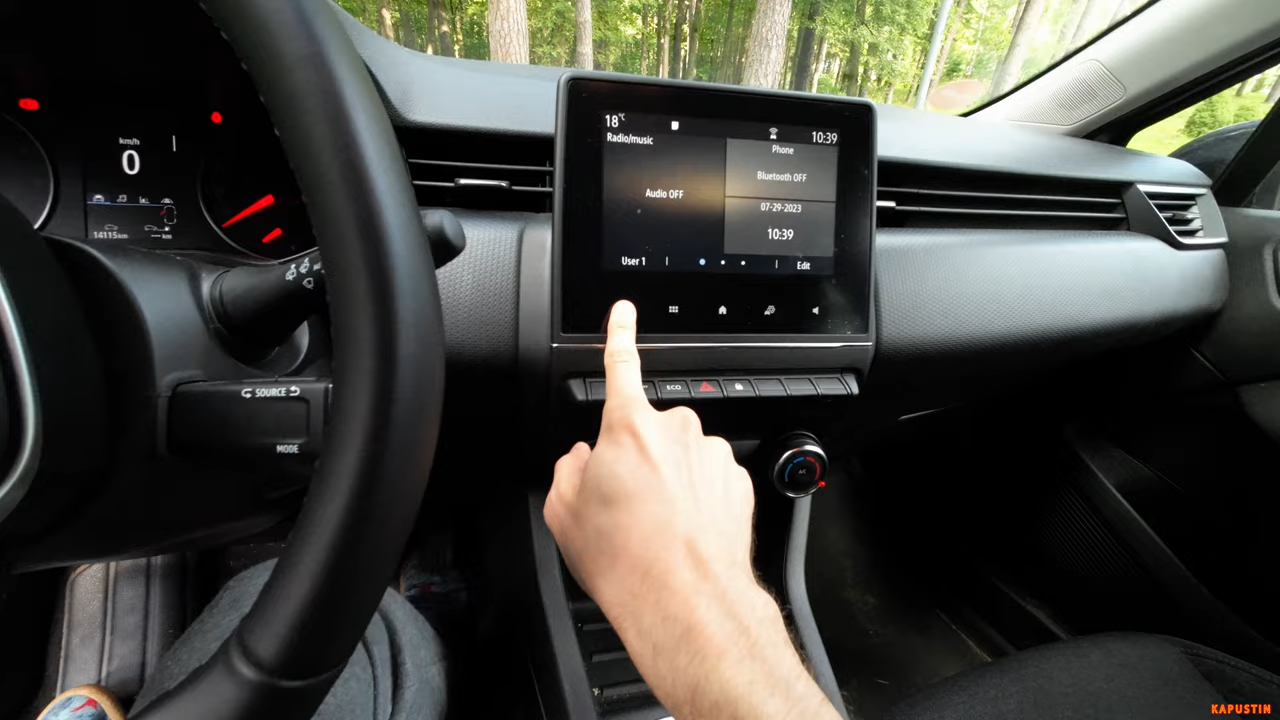 km/h
0
14115km
--- km
SOURCE
MODE
18°C
10:39
Radio/music
Audio OFF
Phone
Bluetooth OFF
07-29-2023
10:39
User 1
Edit
ECO
A/C
KAPUSTIN